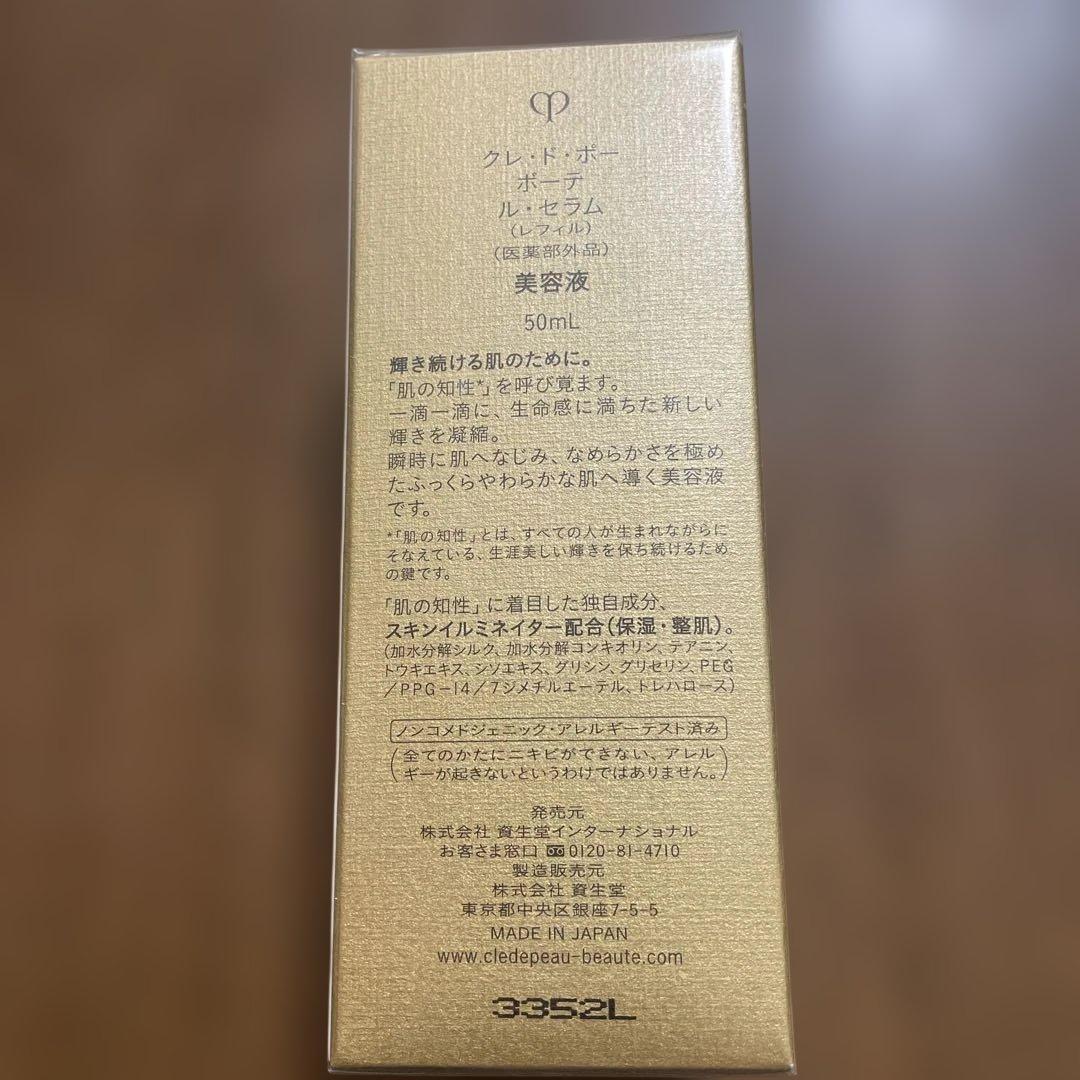 クレ・ド・ポー
ボーテ
ル・セラム
(レフィル)
(医薬部外品)
美容液
50mL
輝き続ける肌のために。
「肌の知性*」を呼び覚ます。
一滴一滴に、生命感に満ちた新しい
輝きを凝縮。
瞬時に肌へなじみ、なめらかさを極め
たふっくらやわらかな肌へ導く美容液
です。
*「肌の知性」とは、すべての人が生まれながらに
そなえている、生涯美しい輝きを保ち続けるため
の鍵です。
「肌の知性」に着目した独自成分、
スキンイルミネイター配合(保湿・整肌)。
(加水分解シルク、加水分解コンキオリン、テアニン、
トウキエキス、シソエキス、グリシン、グリセリン、PEG
/PPG-14/7ジメチルエーテル、トレハロース)
ノンコメドジェニック・アレルギーテスト済み
(全てのかたにニキビができない、アレル
ギーが起きないというわけではありません。)
発売元
株式会社 資生堂インターナショナル
お客さま窓口 0120-81-4710
製造販売元
株式会社 資生堂
東京都中央区銀座7-5-5
MADE IN JAPAN
www.cledepeau-beaute.com
3352L